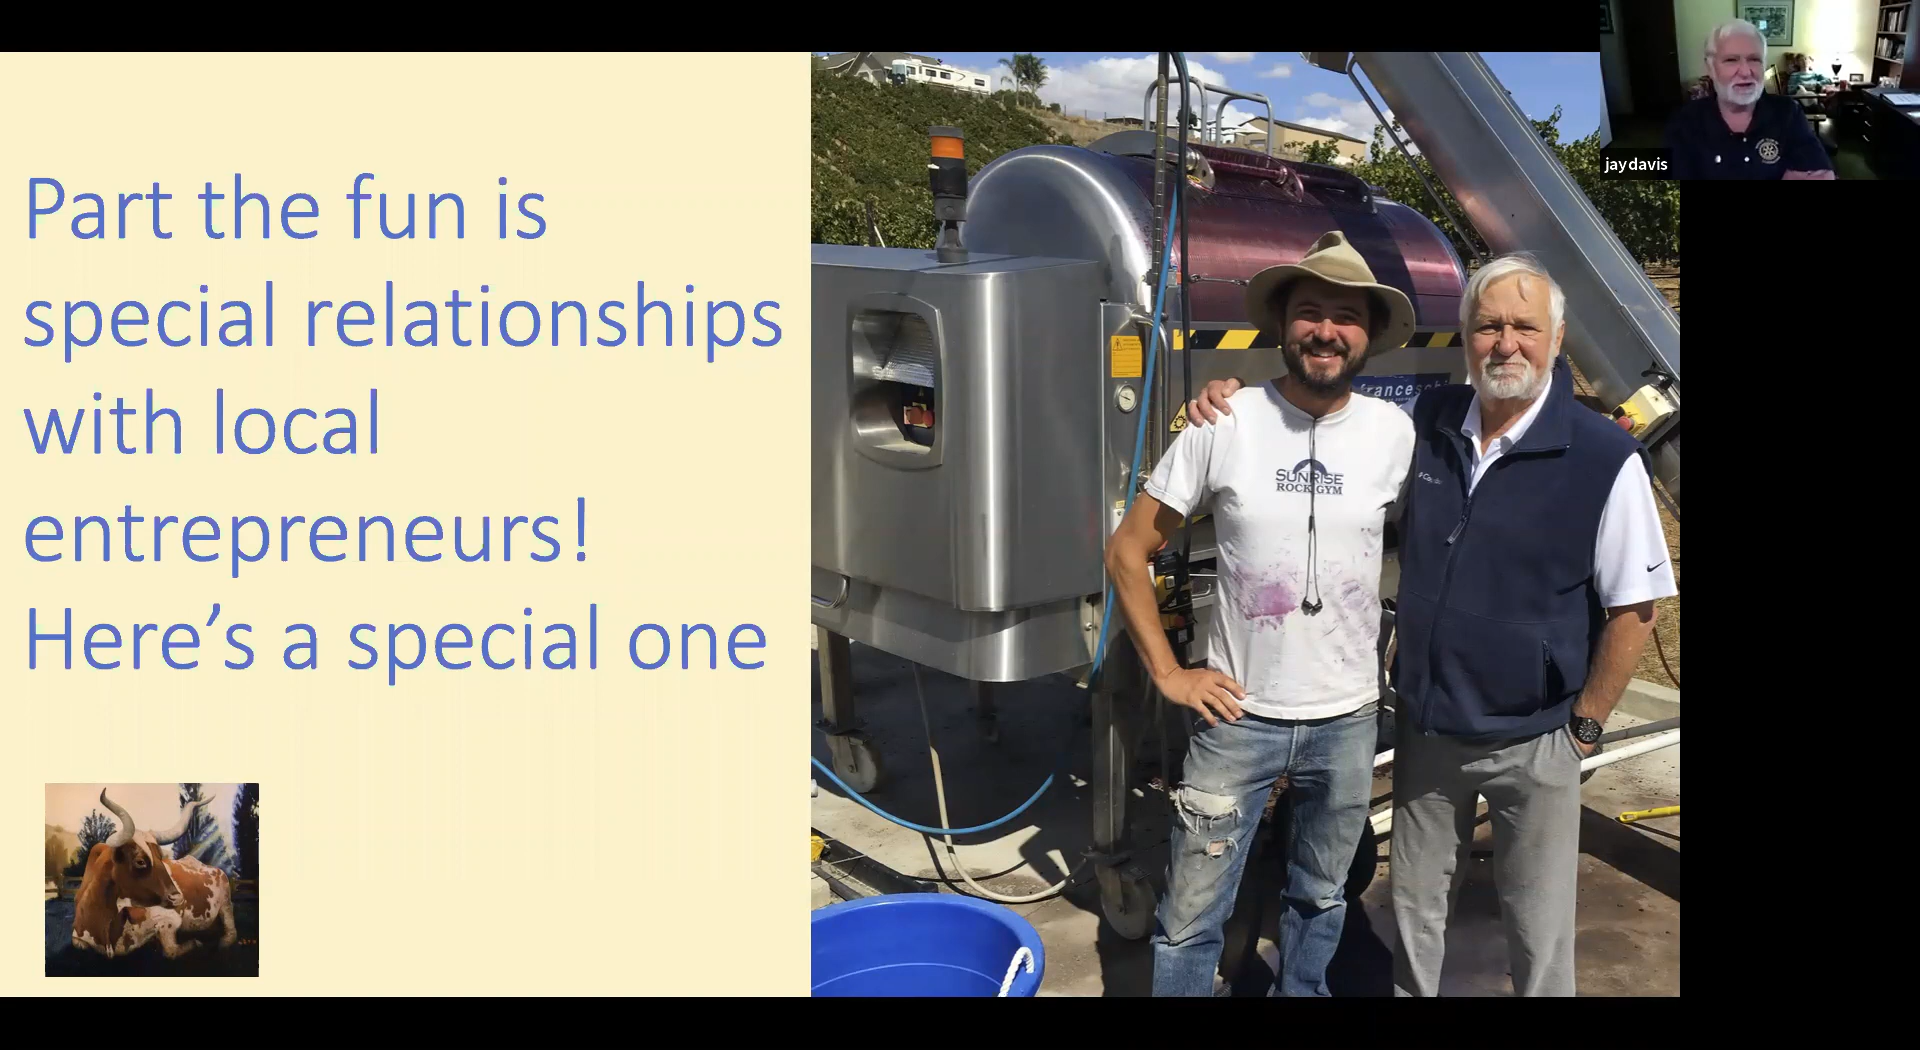 Part the fun is
special relationships
with local
entrepreneurs!
Here’s a special one
jaydavis
SUNRISE
ROCK GYM